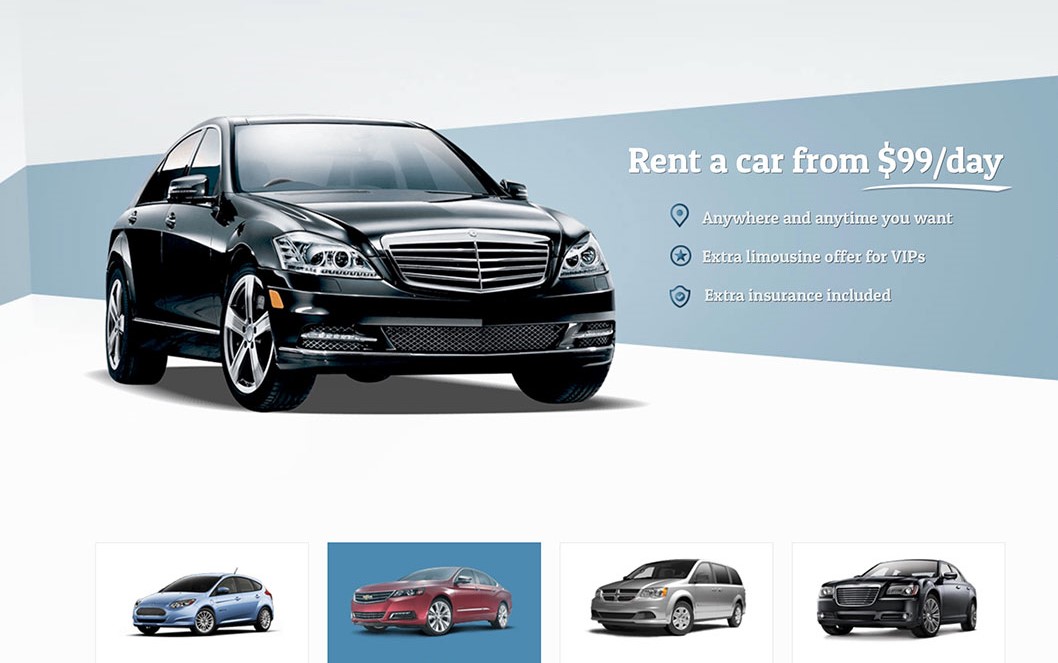 Rent a car from $99/day
Anywhere and anytime you want
Extra limousine offer for VIPs
Extra insurance included